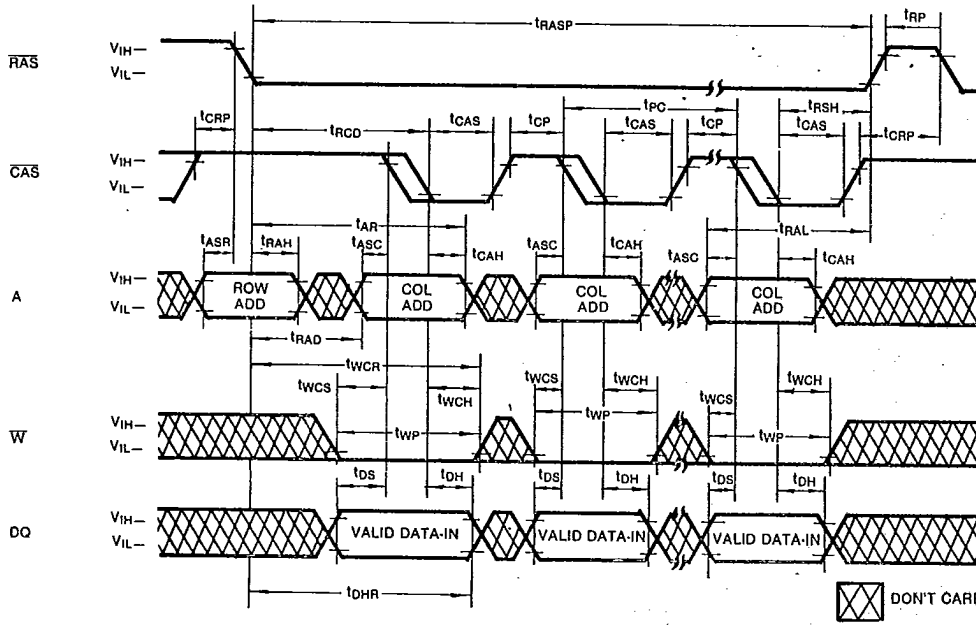 tRASP
tRP
RAS
VIH
VIL
tPC
tRSH
tCRP
tRCD
tCAS
tCP
tCAS
tCP
tCAS
tCRP
CAS
VIH
VIL
tAR
tRAL
tASR
tRAH
tASC
tCAH
tASC
tCAH
tASC
tCAH
A
VIH
VIL
ROW ADD
COL ADD
COL ADD
COL ADD
tRAD
tWCR
tWCS
tWCH
tWCS
tWCH
tWCS
tWCH
W
VIH
VIL
tWP
tWP
tWP
tDS
tDH
tDS
tDH
tDS
tDH
DQ
VIH
VIL
VALID DATA-IN
VALID DATA-IN
VALID DATA-IN
tDHR
DON'T CARE